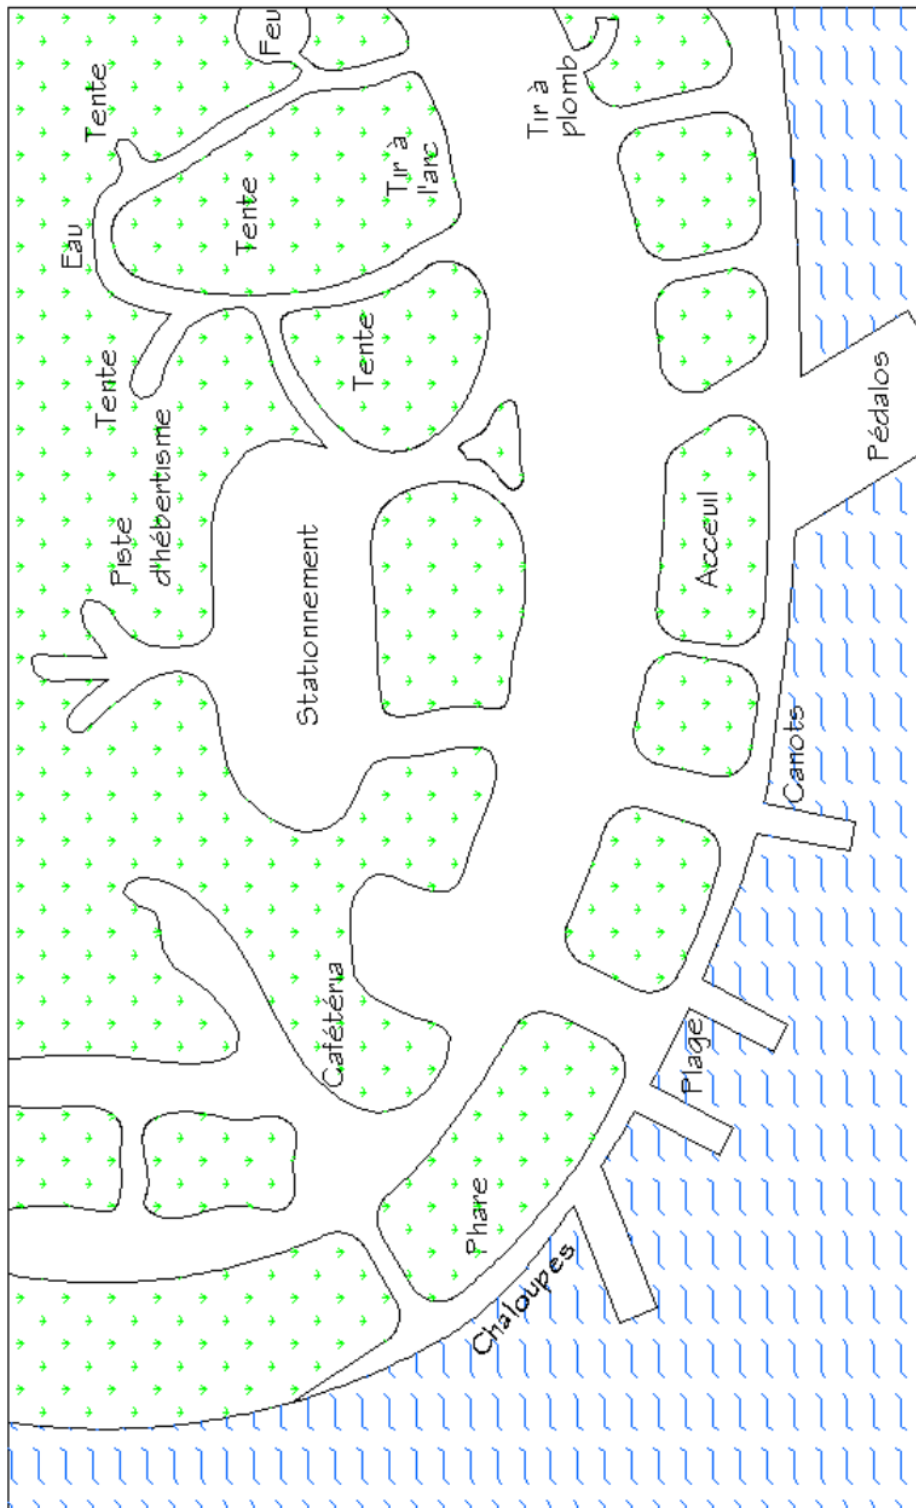 Feu
Tente
Tir à
plomb
Tir à
l'arc
Tente
Eau
Tente
Tente
Pédalos
Piste
d'hébertisme
Acceuil
Stationnement
Canots
Cafétéria
Plage
Phare
Chaloupes